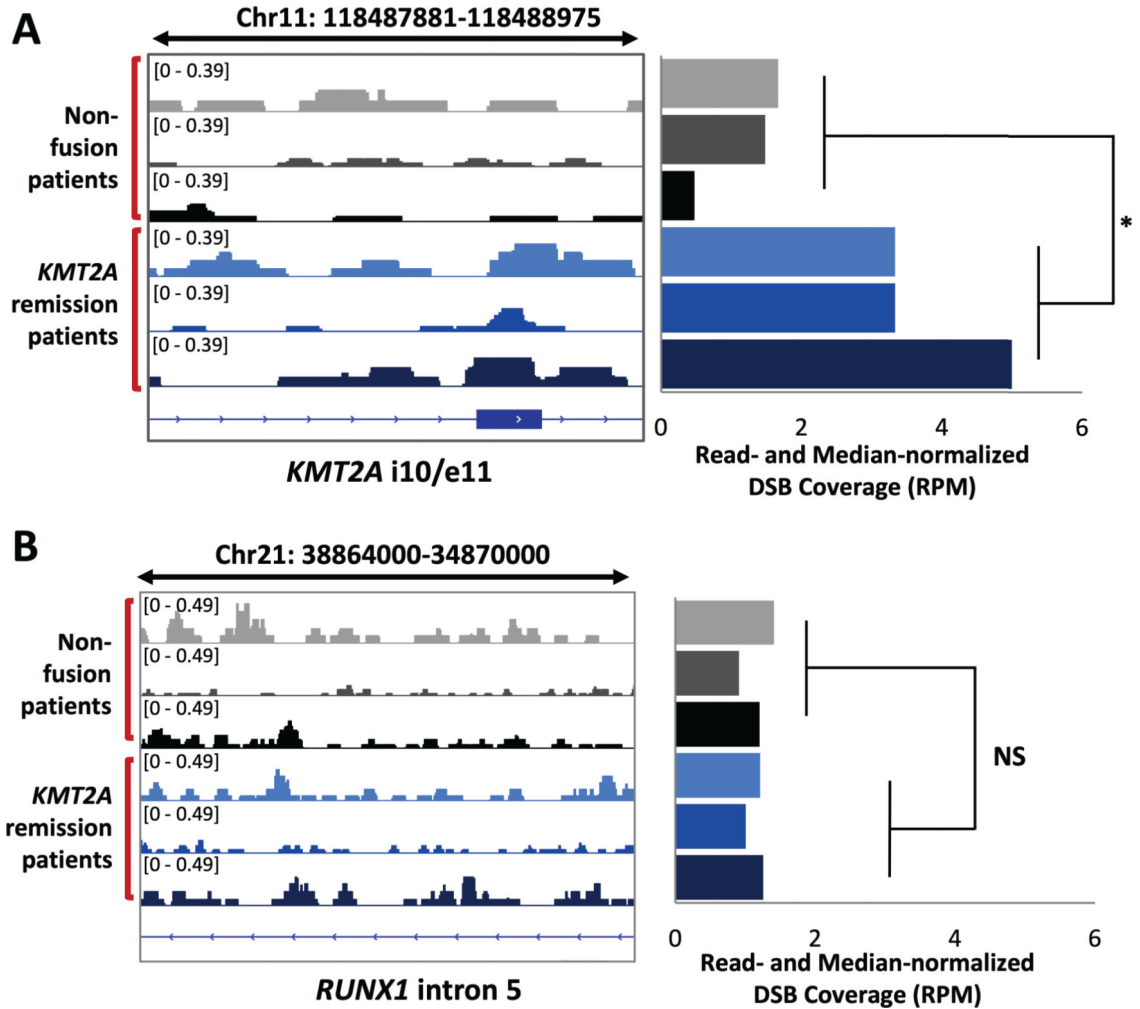 A
Chr11: 118487881-118488975
Non-
fusion
patients
[0 - 0.39]
[0 - 0.39]
[0 - 0.39]
KMT2A
remission
patients
[0 - 0.39]
[0 - 0.39]
[0 - 0.39]
KMT2A i10/e11
*
0 2 4 6
Read- and Median-normalized
DSB Coverage (RPM)
B
Chr21: 38864000-34870000
Non-
fusion
patients
[0 - 0.49]
[0 - 0.49]
[0 - 0.49]
KMT2A
remission
patients
[0 - 0.49]
[0 - 0.49]
[0 - 0.49]
RUNX1 intron 5
NS
0 2 4 6
Read- and Median-normalized
DSB Coverage (RPM)